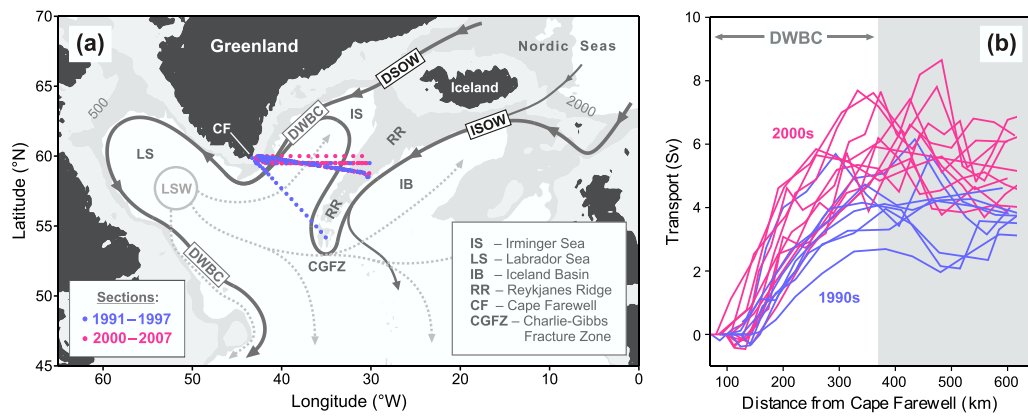 (a)
Greenland
Nordic Seas
DSOW
Iceland
500
2000
CF
DWBC
IS
RR
ISOW
LS
LSW
IB
RR
DWBC
CGFZ
Sections:
1991–1997
2000–2007
IS – Irminger Sea
LS – Labrador Sea
IB – Iceland Basin
RR – Reykjanes Ridge
CF – Cape Farewell
CGFZ – Charlie-Gibbs
Fracture Zone
70
65
60
55
50
45
Latitude (°N)
60 50 40 30 20 10 0
Longitude (°W)
(b)
DWBC
2000s
1990s
10
8
6
4
2
0
Transport (Sv)
100 200 300 400 500 600
Distance from Cape Farewell (km)